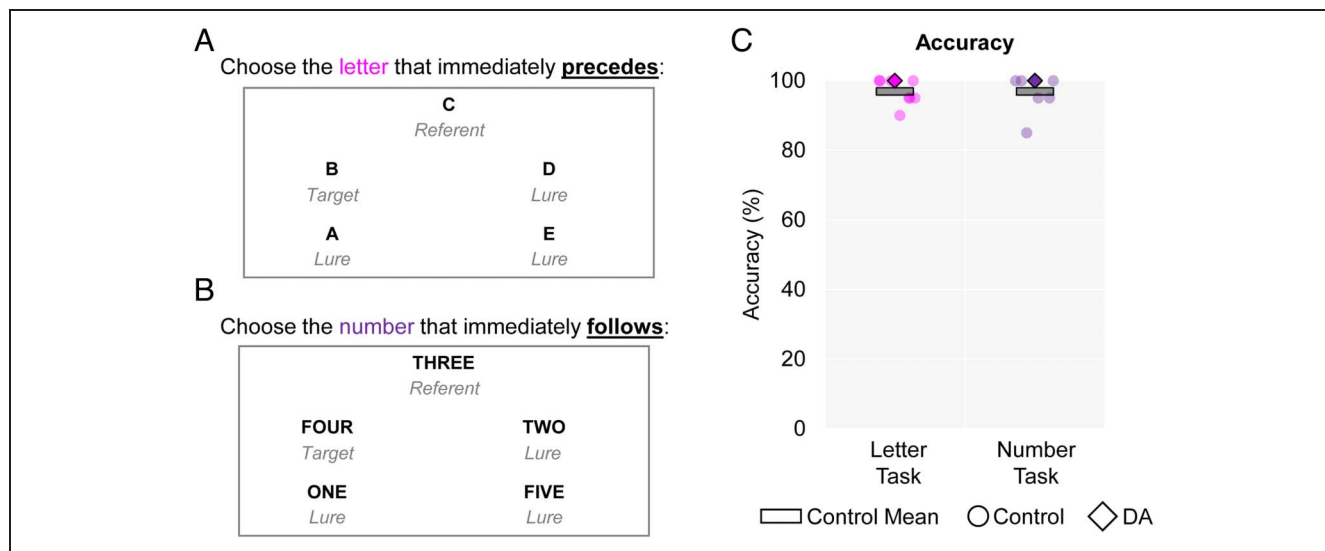 A
Choose the letter that immediately precedes:
C
Referent
B D
Target Lure
A E
Lure Lure
B
Choose the number that immediately follows:
THREE
Referent
FOUR TWO
Target Lure
ONE FIVE
Lure Lure
C
Accuracy
Accuracy (%)
100
80
60
40
20
0
Letter Number
Task Task
Control Mean Control DA